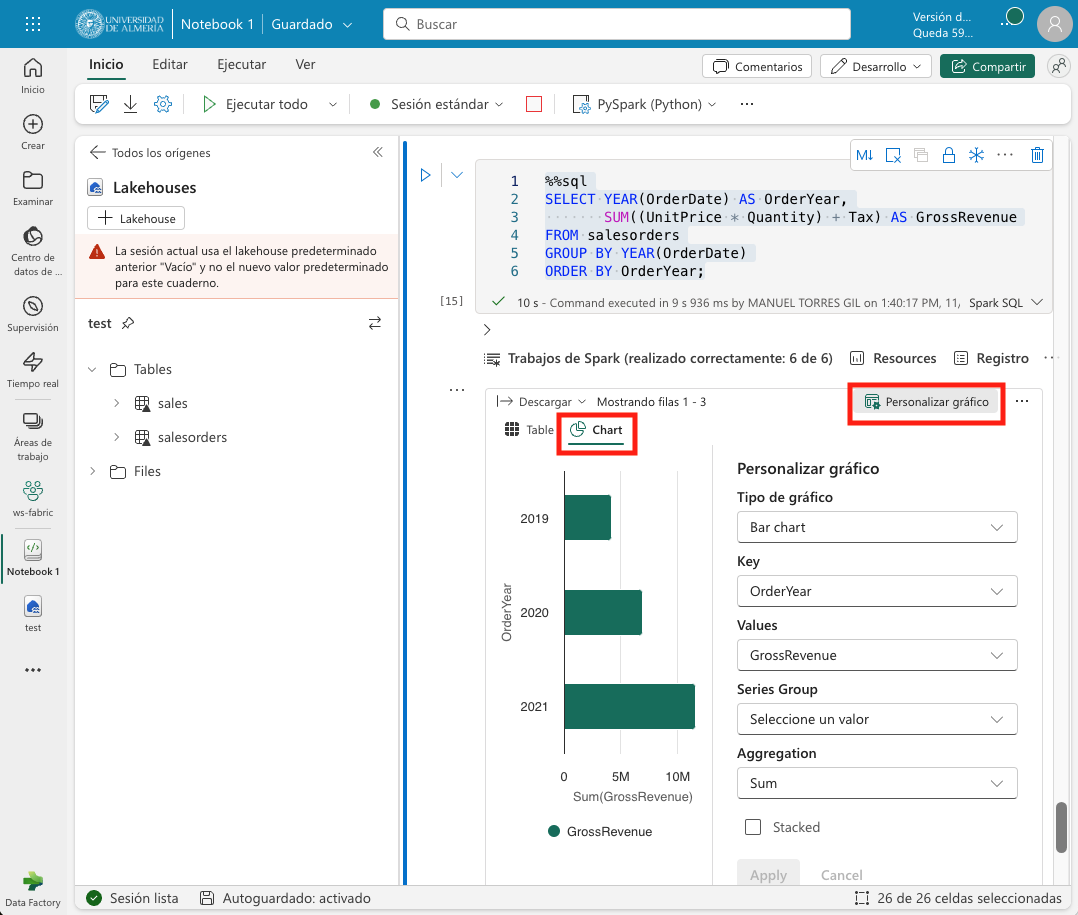 UNIVERSIDAD
DE ALMERÍA
Notebook 1
Guardado
Buscar
Versión d...
Queda 59...
Inicio
Editar
Ejecutar
Ver
Comentarios
Desarrollo
Compartir
Ejecutar todo
Sesión estándar
PySpark (Python)
...
Inicio
Crear
Examinar
Centro de
datos de ...
Supervisión
Tiempo real
Áreas de
trabajo
ws-fabric
Notebook 1
test
...
Data Factory
Todos los orígenes
Lakehouses
Lakehouse
La sesión actual usa el lakehouse predeterminado
anterior "Vacío" y no el nuevo valor predeterminado
para este cuaderno.
test
Tables
sales
salesorders
Files
M↓
...
1 %%sql
2 SELECT YEAR(OrderDate) AS OrderYear,
3 SUM((UnitPrice * Quantity) + Tax) AS GrossRevenue
4 FROM salesorders
5 GROUP BY YEAR(OrderDate)
6 ORDER BY OrderYear;
[15]
10 s - Command executed in 9 s 936 ms by MANUEL TORRES GIL on 1:40:17 PM, 11,
Spark SQL
Trabajos de Spark (realizado correctamente: 6 de 6)
Resources
Registro
...
...
Descargar
Mostrando filas 1 - 3
Personalizar gráfico
...
Table
Chart
2019
2020
2021
OrderYear
0
5M
10M
Sum(GrossRevenue)
GrossRevenue
Personalizar gráfico
Tipo de gráfico
Bar chart
Key
OrderYear
Values
GrossRevenue
Series Group
Seleccione un valor
Aggregation
Sum
Stacked
Apply
Cancel
Sesión lista
Autoguardado: activado
26 de 26 celdas seleccionadas